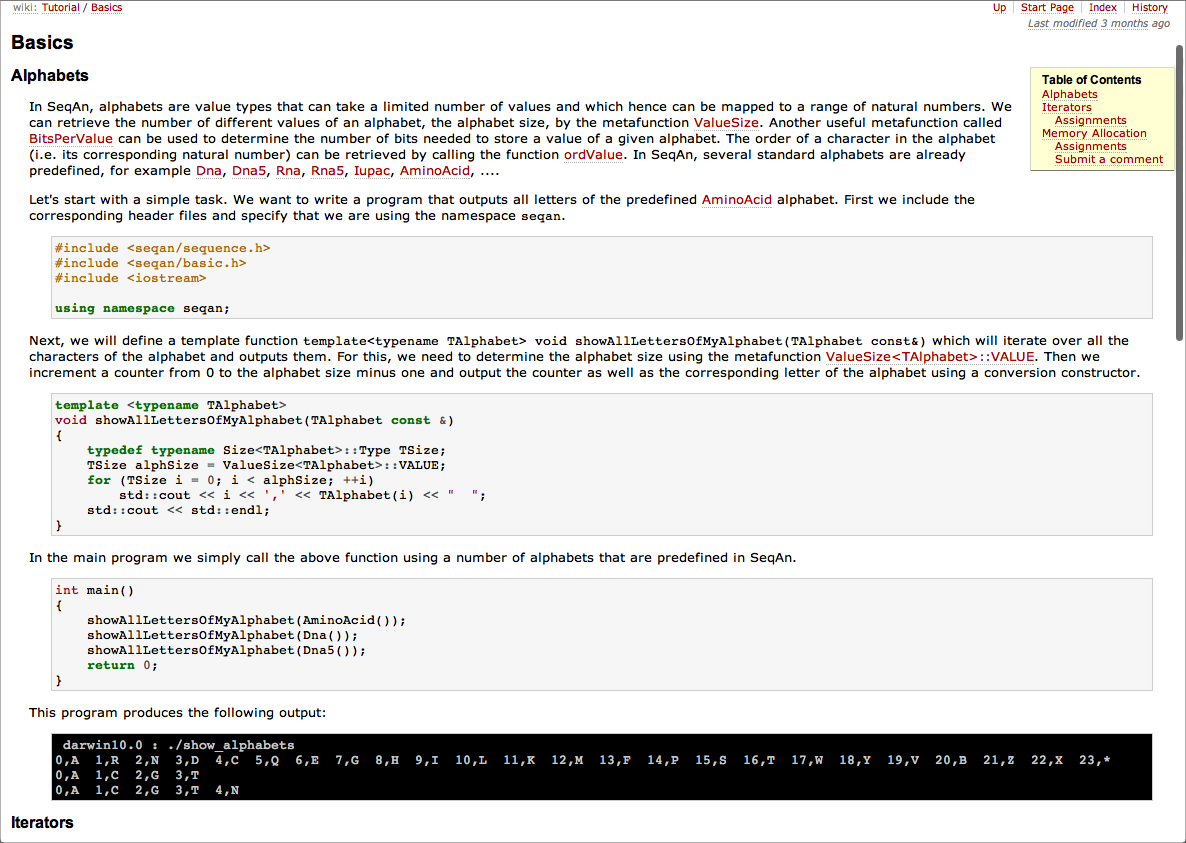 wiki: Tutorial / Basics
Up Start Page Index History
Last modified 3 months ago
Basics
Alphabets
Table of Contents
Alphabets
Iterators
Assignments
Memory Allocation
Assignments
Submit a comment
In SeqAn, alphabets are value types that can take a limited number of values and which hence can be mapped to a range of natural numbers. We
can retrieve the number of different values of an alphabet, the alphabet size, by the metafunction ValueSize. Another useful metafunction called
BitsPerValue can be used to determine the number of bits needed to store a value of a given alphabet. The order of a character in the alphabet
(i.e. its corresponding natural number) can be retrieved by calling the function ordValue. In SeqAn, several standard alphabets are already
predefined, for example Dna, Dna5, Rna, Rna5, Iupac, AminoAcid, ....
Let's start with a simple task. We want to write a program that outputs all letters of the predefined AminoAcid alphabet. First we include the
corresponding header files and specify that we are using the namespace seqan.
#include <seqan/sequence.h>
#include <seqan/basic.h>
#include <iostream>
using namespace seqan;
Next, we will define a template function template<typename TAlphabet> void showAllLettersOfMyAlphabet(TAlphabet const&) which will iterate over all the
characters of the alphabet and outputs them. For this, we need to determine the alphabet size using the metafunction ValueSize<TAlphabet>::VALUE. Then we
increment a counter from 0 to the alphabet size minus one and output the counter as well as the corresponding letter of the alphabet using a conversion constructor.
template <typename TAlphabet>
void showAllLettersOfMyAlphabet(TAlphabet const &)
{
    typedef typename Size<TAlphabet>::Type TSize;
    TSize alphSize = ValueSize<TAlphabet>::VALUE;
    for (TSize i = 0; i < alphSize; ++i)
        std::cout << i << ',' << TAlphabet(i) << "  ";
    std::cout << std::endl;
}
In the main program we simply call the above function using a number of alphabets that are predefined in SeqAn.
int main()
{
    showAllLettersOfMyAlphabet(AminoAcid());
    showAllLettersOfMyAlphabet(Dna());
    showAllLettersOfMyAlphabet(Dna5());
    return 0;
}
This program produces the following output:
darwin10.0 : ./show_alphabets
0,A  1,R  2,N  3,D  4,C  5,Q  6,E  7,G  8,H  9,I  10,L  11,K  12,M  13,F  14,P  15,S  16,T  17,W  18,Y  19,V  20,B  21,Z  22,X  23,*
0,A  1,C  2,G  3,T
0,A  1,C  2,G  3,T  4,N
Iterators